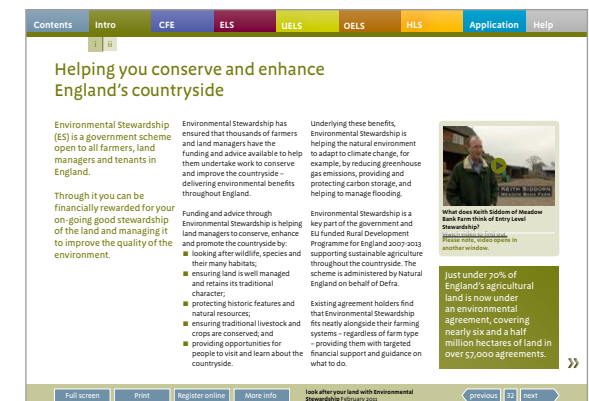 Contents Intro CFE ELS UELS OELS HLS Application Help
i ii
Helping you conserve and enhance
England's countryside
Environmental Stewardship
(ES) is a government scheme
open to all farmers, land
managers and tenants in
England.
Through it you can be
financially rewarded for your
on-going good stewardship
of the land and managing it
to improve the quality of the
environment.
Environmental Stewardship has
ensured that thousands of farmers
and land managers have the
funding and advice available to help
them undertake work to conserve
and improve the countryside –
delivering environmental benefits
throughout England.
Funding and advice through
Environmental Stewardship is helping
land managers to conserve, enhance
and promote the countryside by:
■ looking after wildlife, species and
their many habitats;
■ ensuring land is well managed
and retains its traditional
character;
■ protecting historic features and
natural resources;
■ ensuring traditional livestock and
crops are conserved; and
■ providing opportunities for
people to visit and learn about the
countryside.
Underlying these benefits,
Environmental Stewardship is
helping the natural environment
to adapt to climate change, for
example, by reducing greenhouse
gas emissions, providing and
protecting carbon storage, and
helping to manage flooding.
Environmental Stewardship is a
key part of the government and
EU funded Rural Development
Programme for England 2007-2013
supporting sustainable agriculture
throughout the countryside. The
scheme is administered by Natural
England on behalf of Defra.
Existing agreement holders find
that Environmental Stewardship
fits neatly alongside their farming
systems – regardless of farm type
– providing them with targeted
financial support and guidance on
what to do.
KEITH SIDDORN
MEADOW BANK FARM
What does Keith Siddom of Meadow
Bank Farm think of Entry Level
Stewardship?
Watch video to find out.
Please note, video opens in
another window.
Just under 70% of
England's agricultural
land is now under
an environmental
agreement, covering
nearly six and a half
million hectares of land in
over 57,000 agreements.
»
Full screen Print Register online More info
look after your land with Environmental
Stewardship February 2011
previous 32 next